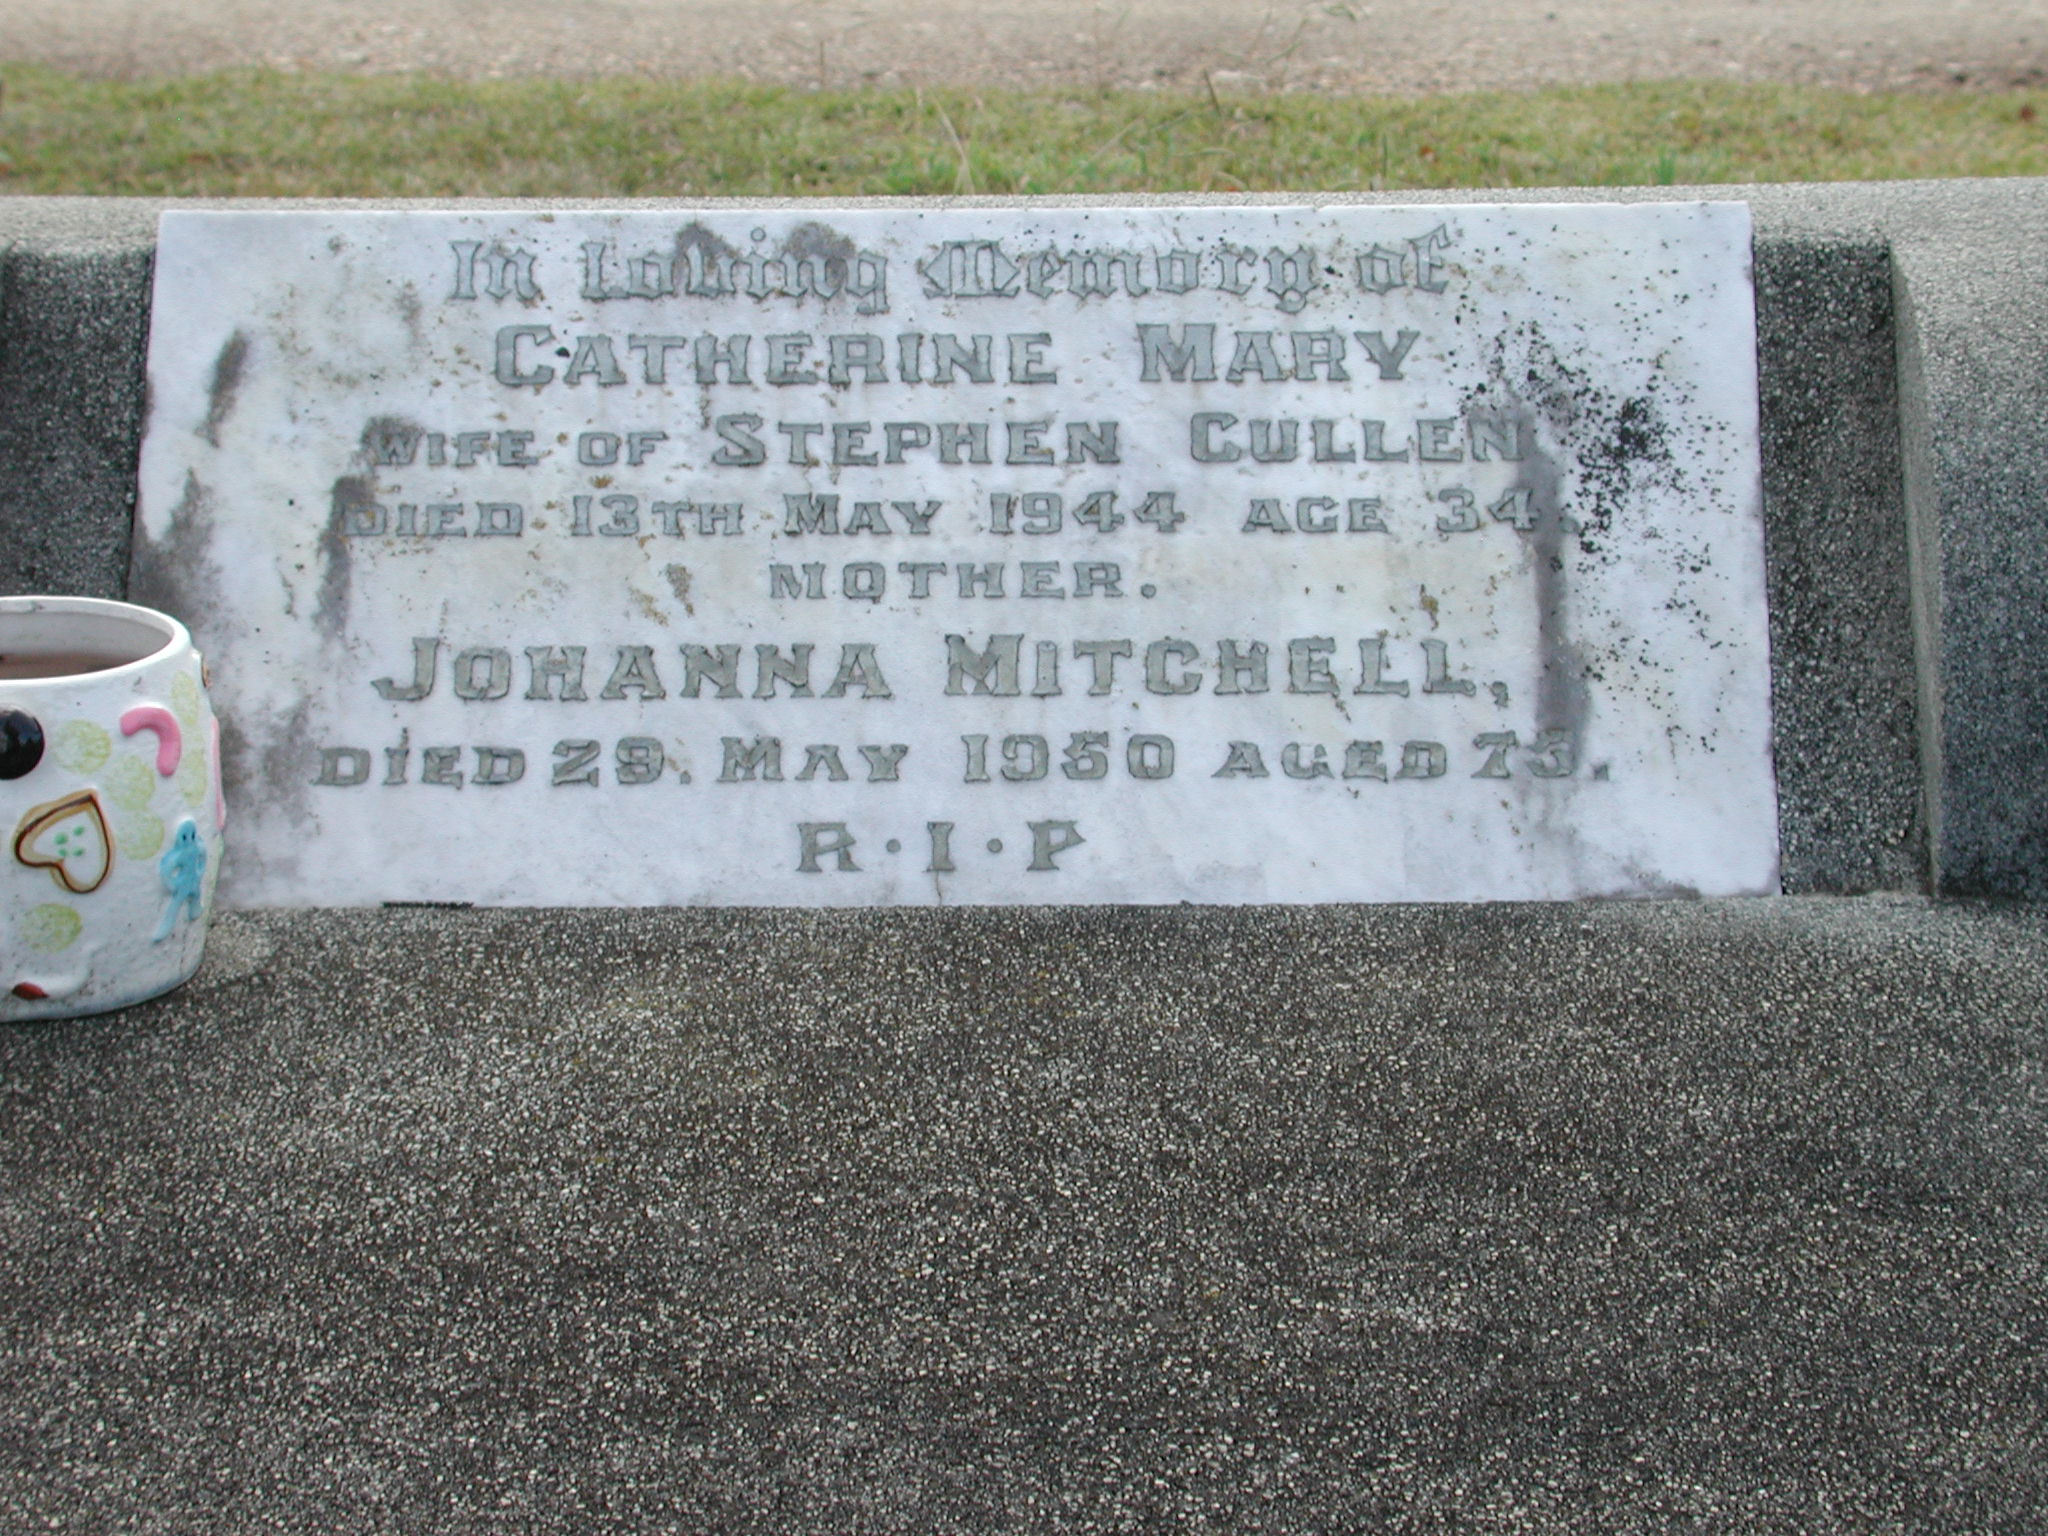 In Loving Memory of
CATHERINE MARY
WIFE OF STEPHEN CULLEN
DIED 13TH MAY 1944 AGE 34.
MOTHER.
JOHANNA MITCHELL,
DIED 29. MAY 1950 AGED
R·I·P